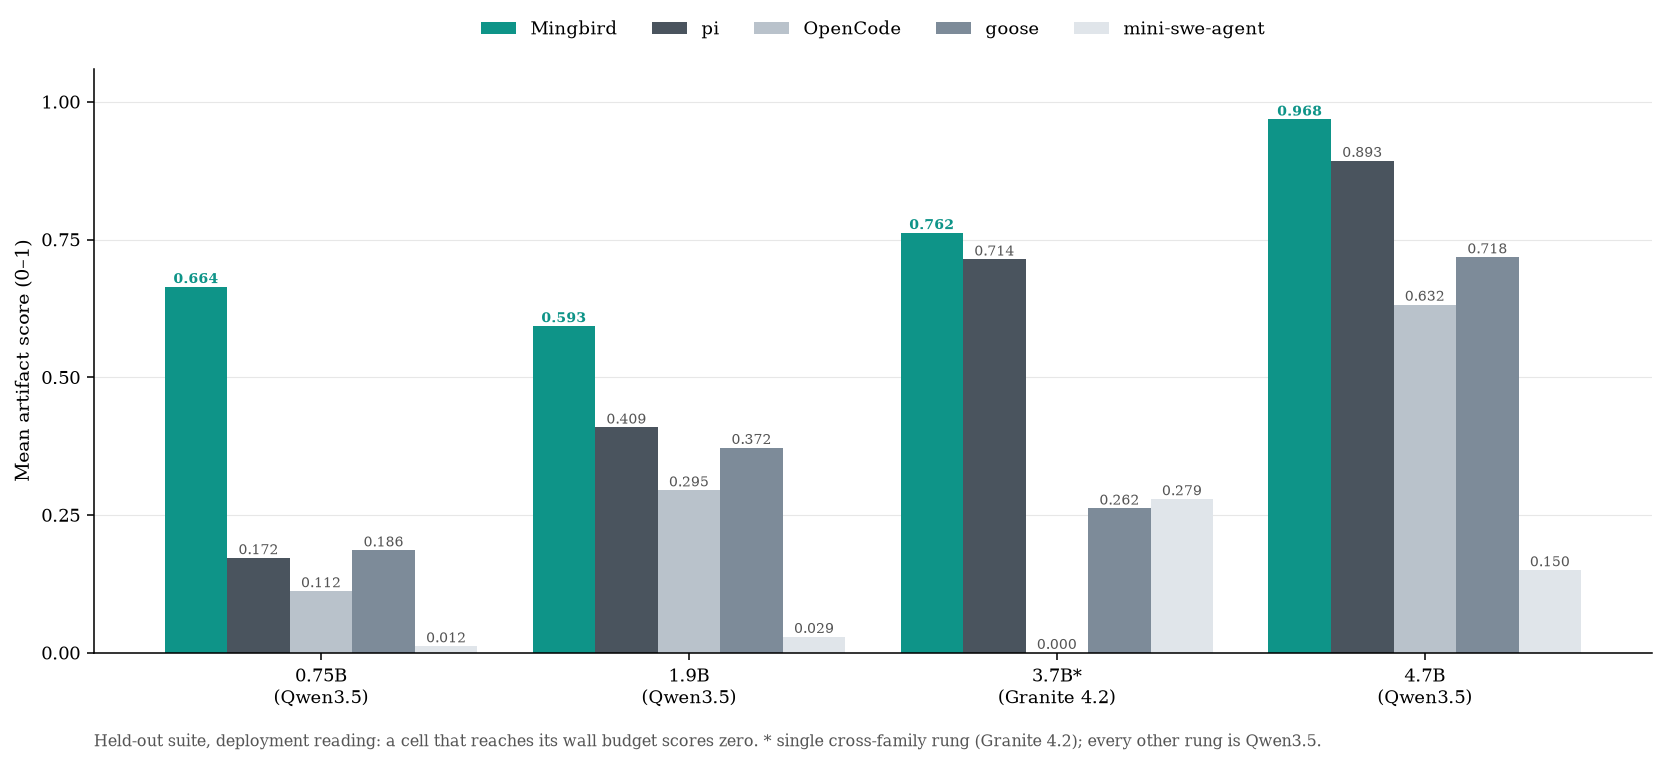 Mingbird pi OpenCode goose mini-swe-agent
Mean artifact score (0–1)
1.00
0.75
0.50
0.25
0.00
0.664
0.172
0.112
0.186
0.012
0.593
0.409
0.295
0.372
0.029
0.762
0.714
0.000
0.262
0.279
0.968
0.893
0.632
0.718
0.150
0.75B
(Qwen3.5)
1.9B
(Qwen3.5)
3.7B*
(Granite 4.2)
4.7B
(Qwen3.5)
Held-out suite, deployment reading: a cell that reaches its wall budget scores zero. * single cross-family rung (Granite 4.2); every other rung is Qwen3.5.